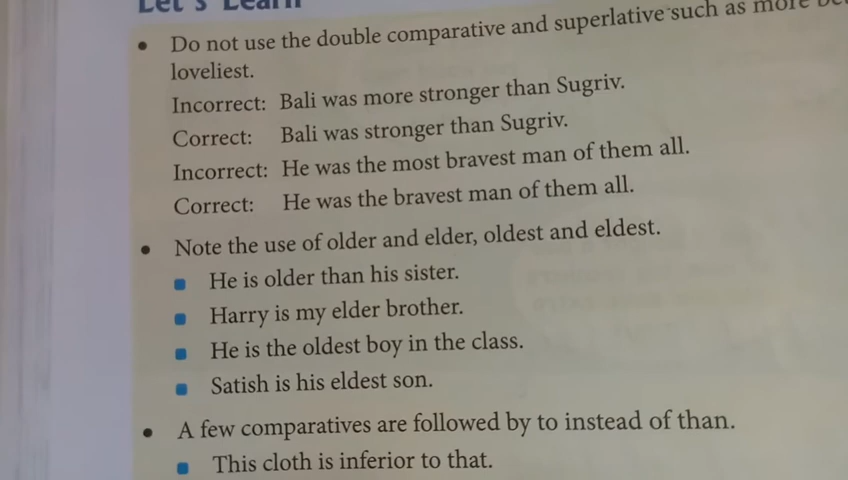 Let's Learn
• Do not use the double comparative and superlative such as more
loveliest.
Incorrect: Bali was more stronger than Sugriv.
Correct: Bali was stronger than Sugriv.
Incorrect: He was the most bravest man of them all.
Correct: He was the bravest man of them all.
• Note the use of older and elder, oldest and eldest.
▪ He is older than his sister.
▪ Harry is my elder brother.
▪ He is the oldest boy in the class.
▪ Satish is his eldest son.
• A few comparatives are followed by to instead of than.
▪ This cloth is inferior to that.